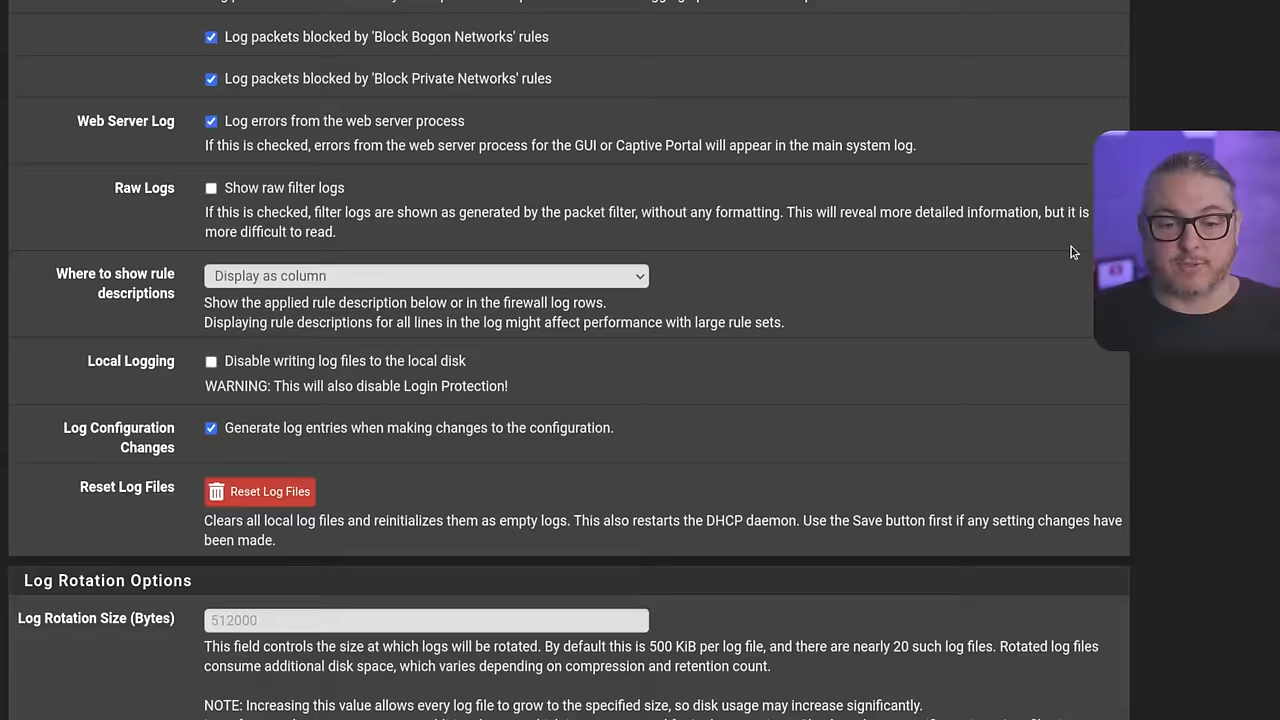 Log packets blocked by 'Block Bogon Networks' rules
Log packets blocked by 'Block Private Networks' rules
Web Server Log
Log errors from the web server process
If this is checked, errors from the web server process for the GUI or Captive Portal will appear in the main system log.
Raw Logs
Show raw filter logs
If this is checked, filter logs are shown as generated by the packet filter, without any formatting. This will reveal more detailed information, but it is
more difficult to read.
Where to show rule
descriptions
Display as column
Show the applied rule description below or in the firewall log rows.
Displaying rule descriptions for all lines in the log might affect performance with large rule sets.
Local Logging
Disable writing log files to the local disk
WARNING: This will also disable Login Protection!
Log Configuration
Changes
Generate log entries when making changes to the configuration.
Reset Log Files
Reset Log Files
Clears all local log files and reinitializes them as empty logs. This also restarts the DHCP daemon. Use the Save button first if any setting changes have
been made.
Log Rotation Options
Log Rotation Size (Bytes)
512000
This field controls the size at which logs will be rotated. By default this is 500 KiB per log file, and there are nearly 20 such log files. Rotated log files
consume additional disk space, which varies depending on compression and retention count.
NOTE: Increasing this value allows every log file to grow to the specified size, so disk usage may increase significantly.